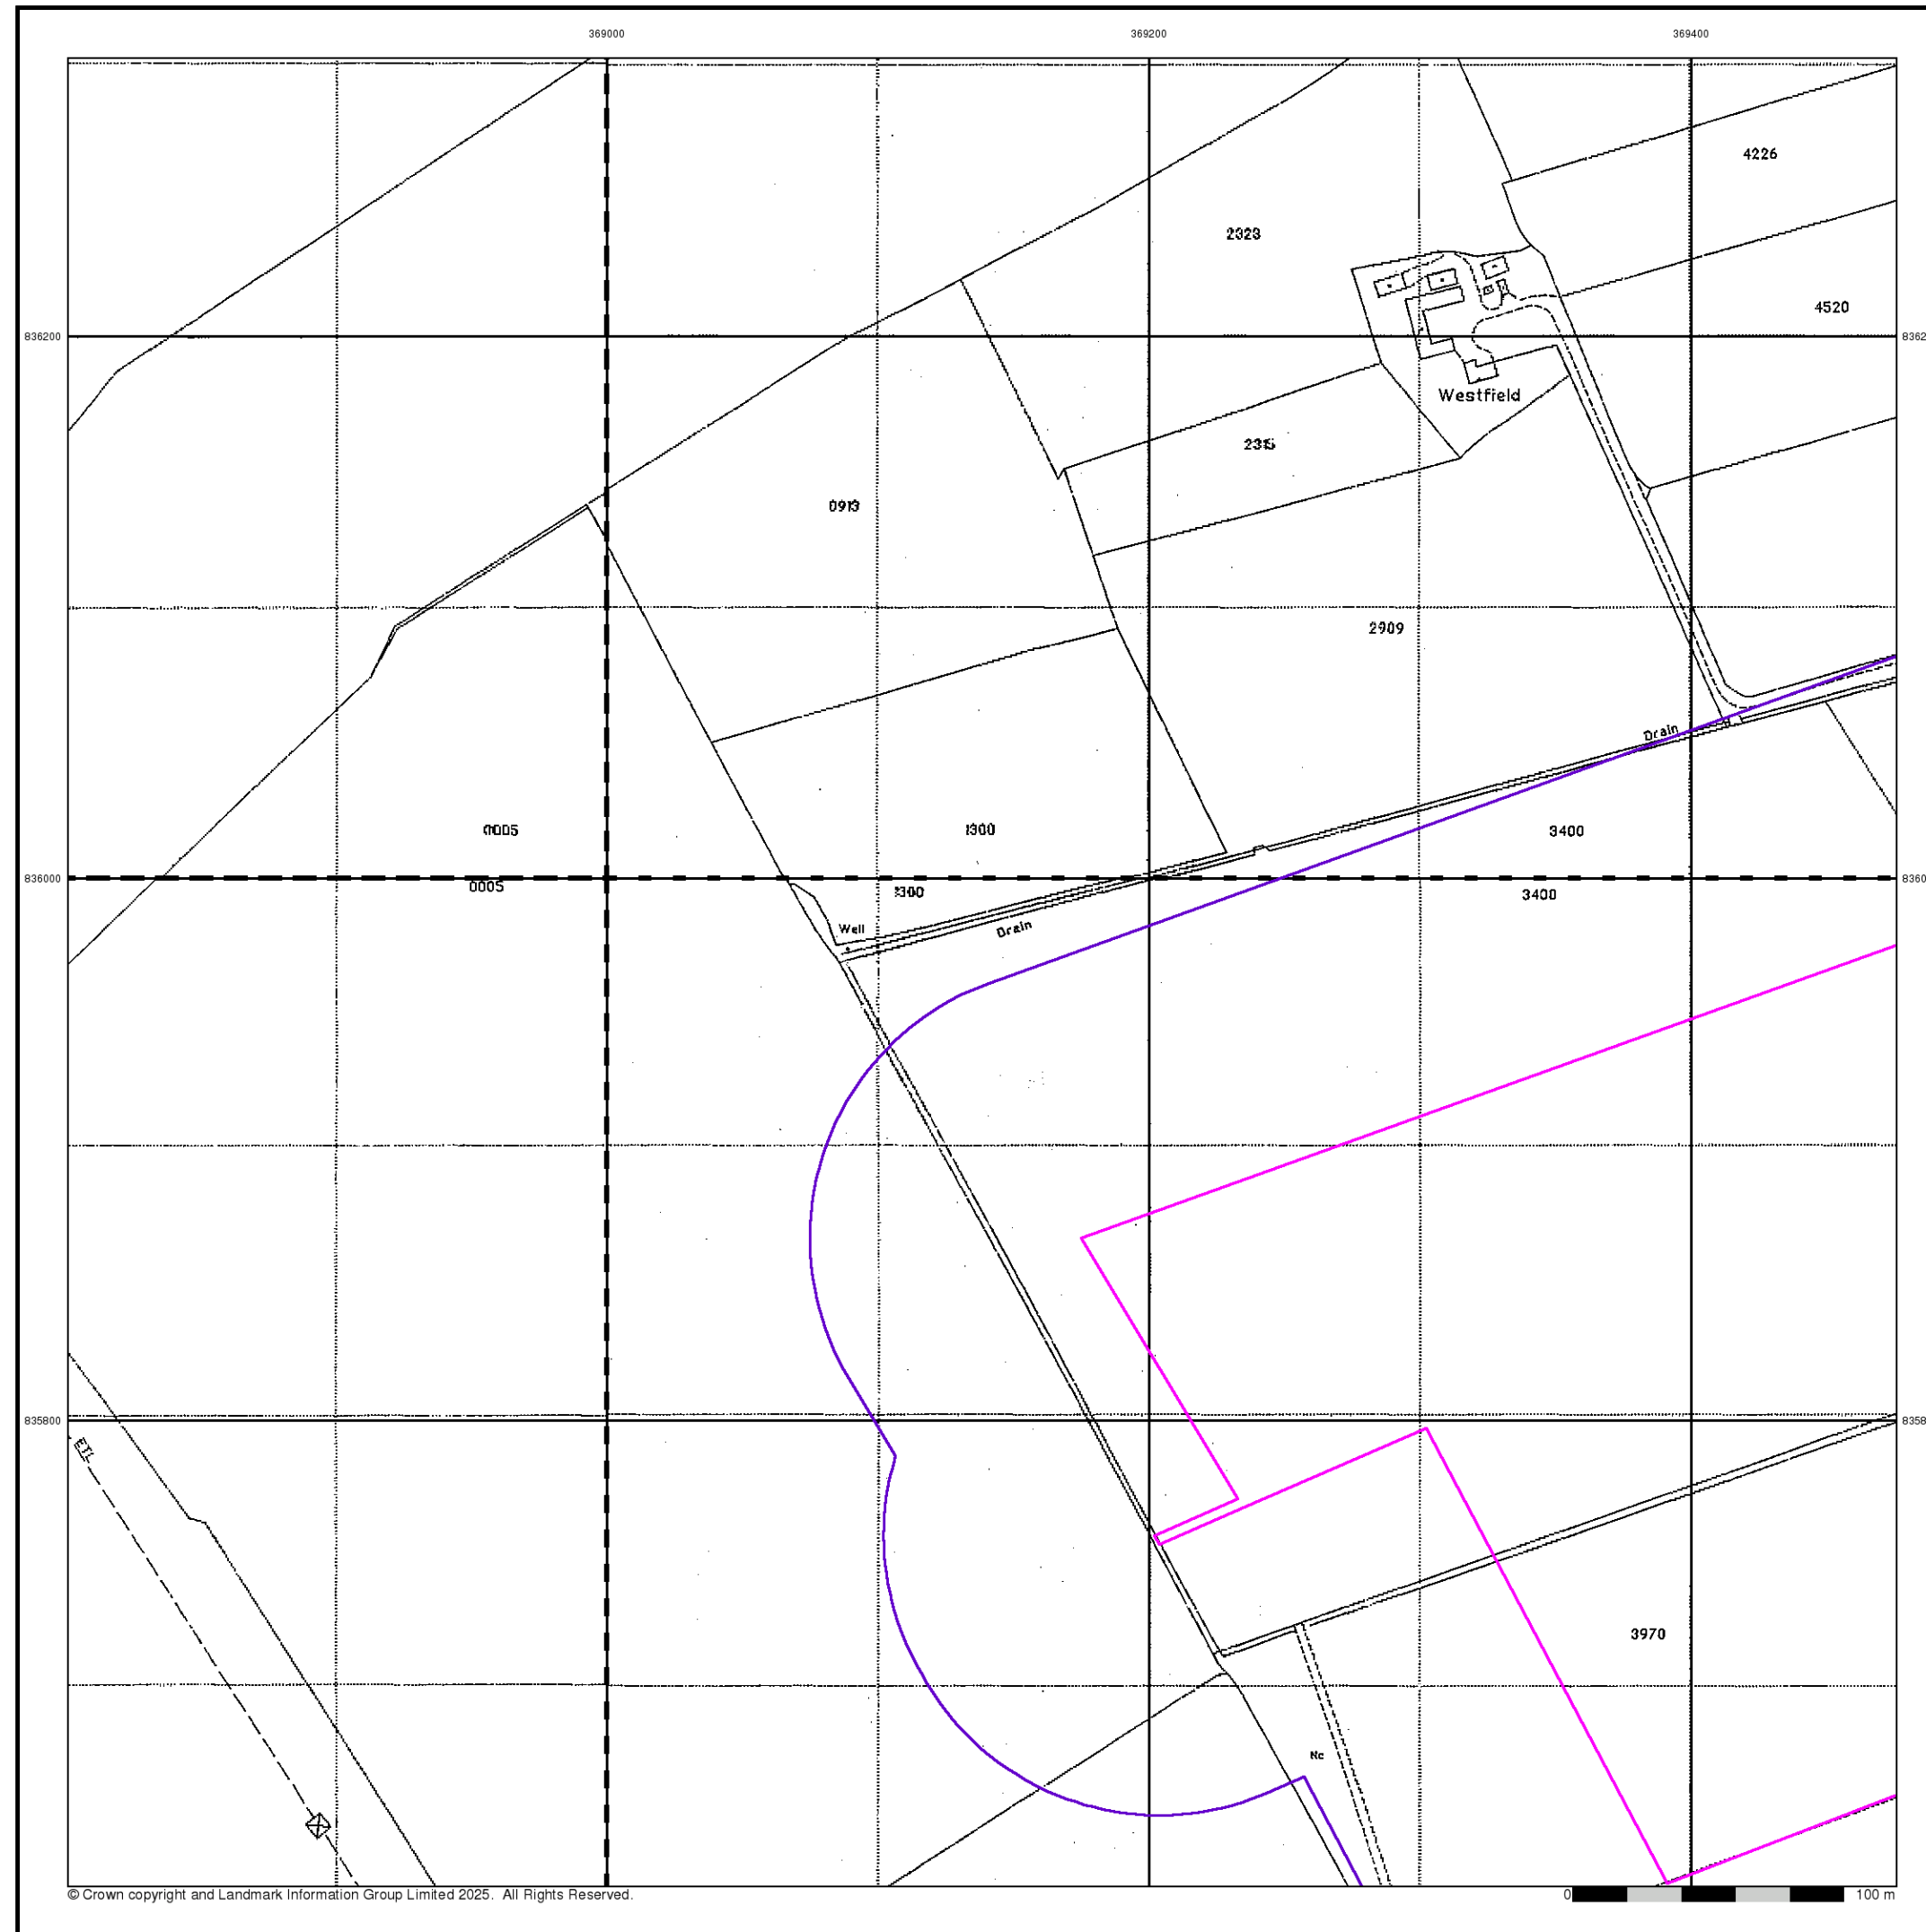 369000 369200 369400
4226
2323
4520
836200 8362
Westfield
2315
0913
2909
Drain
0005 1300 3400
836000 8360
0005 1300 3400
Well
Drain
835800 8358
ETL
3970
Nc
© Crown copyright and Landmark Information Group Limited 2025. All Rights Reserved. 0 100 m